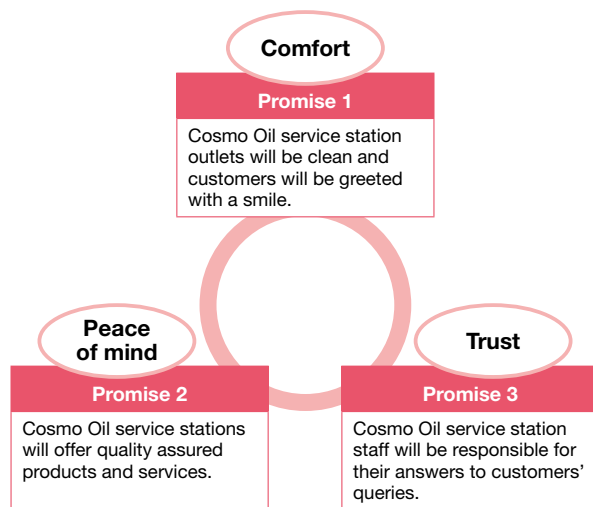 Comfort
Promise 1
Cosmo Oil service station
outlets will be clean and
customers will be greeted
with a smile.
Peace
of mind
Promise 2
Cosmo Oil service stations
will offer quality assured
products and services.
Trust
Promise 3
Cosmo Oil service station
staff will be responsible for
their answers to customers’
queries.